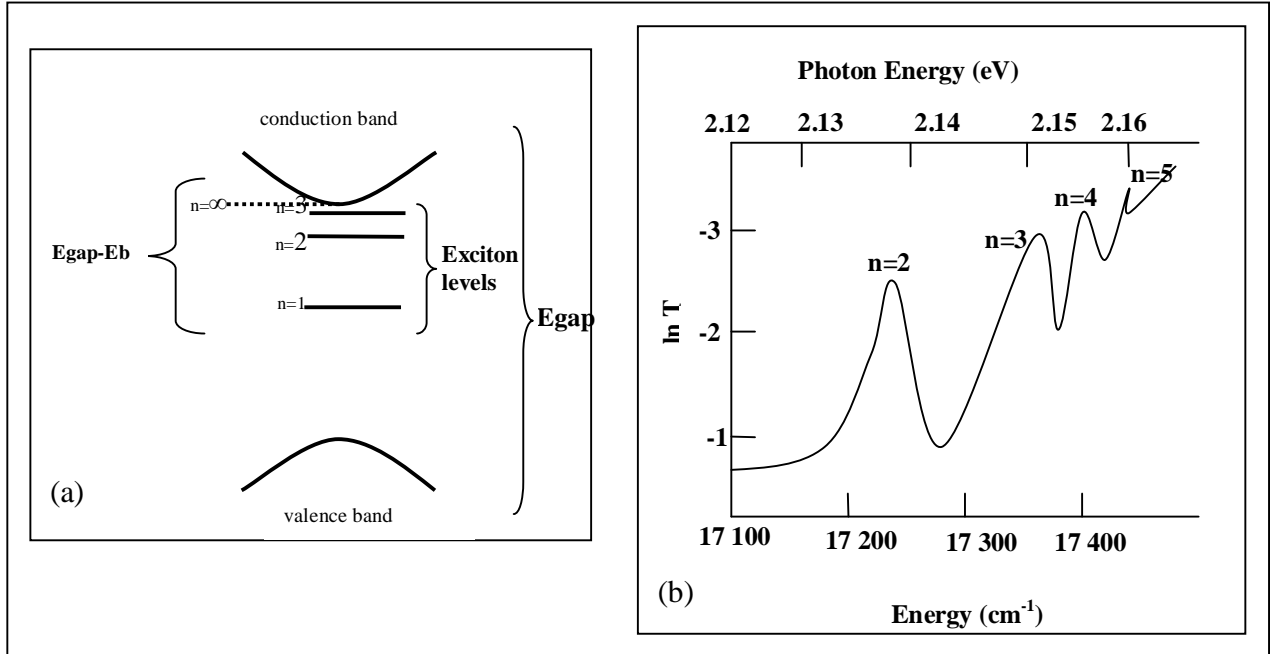 conduction band
n=∞
n=3
n=2
n=1
Egap-Eb
Exciton
levels
Egap
valence band
(a)
Photon Energy (eV)
2.12 2.13 2.14 2.15 2.16
n=2
n=3
n=4
n=5
-3
-2
-1
ln T
17 100 17 200 17 300 17 400
Energy (cm-1)
(b)